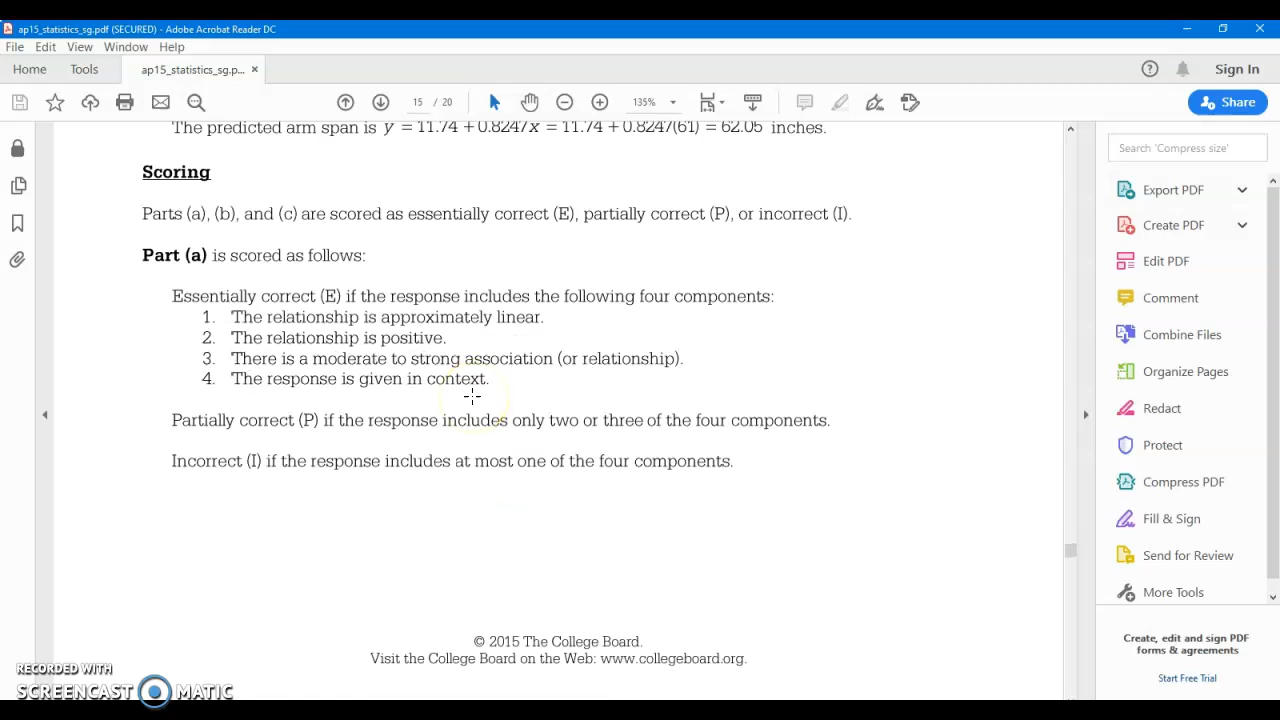 ap15_statistics_sg.pdf (SECURED) - Adobe Acrobat Reader DC
File Edit View Window Help
Home Tools ap15_statistics_sg.p... × Sign In
15 / 20 135% Share
The predicted arm span is y = 11.74 + 0.8247x = 11.74 + 0.8247(61) = 62.05 inches.
Scoring
Parts (a), (b), and (c) are scored as essentially correct (E), partially correct (P), or incorrect (I).
Part (a) is scored as follows:
Essentially correct (E) if the response includes the following four components:
1. The relationship is approximately linear.
2. The relationship is positive.
3. There is a moderate to strong association (or relationship).
4. The response is given in context.
Partially correct (P) if the response includes only two or three of the four components.
Incorrect (I) if the response includes at most one of the four components.
© 2015 The College Board.
Visit the College Board on the Web: www.collegeboard.org.
Search 'Compress size'
Export PDF
Create PDF
Edit PDF
Comment
Combine Files
Organize Pages
Redact
Protect
Compress PDF
Fill & Sign
Send for Review
More Tools
Create, edit and sign PDF
forms & agreements
Start Free Trial
RECORDED WITH
SCREENCAST MATIC